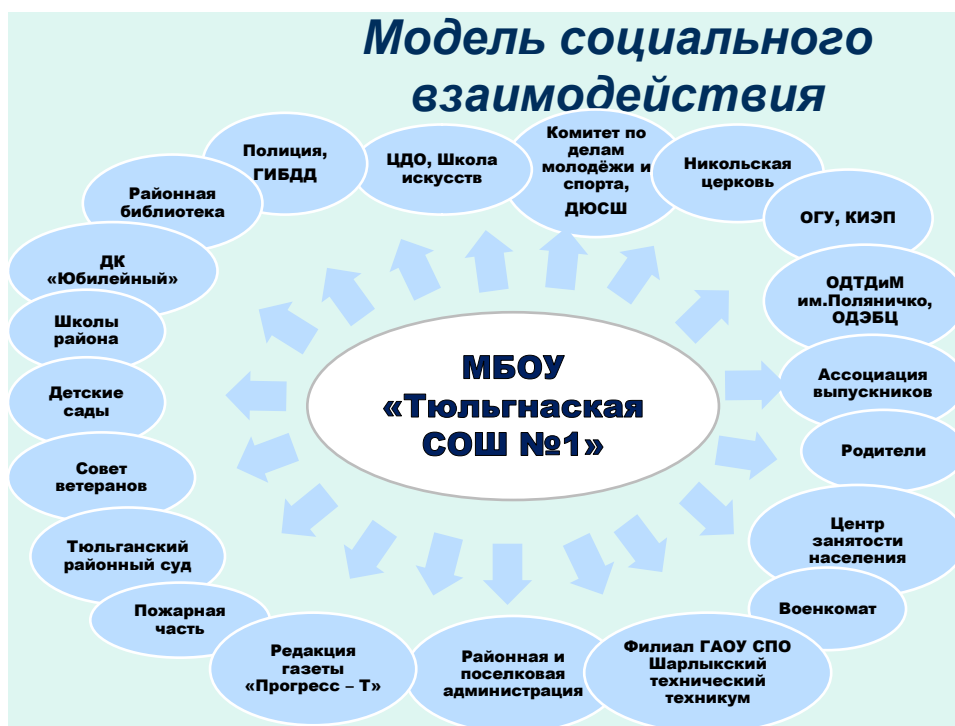 Модель социального
взаимодействия
Полиция,
ГИБДД
ЦДО, Школа
искусств
Комитет по
делам
молодёжи и
спорта,
ДЮСШ
Никольская
церковь
Районная
библиотека
ОГУ, КИЭП
ДК
«Юбилейный»
ОДТДиМ
им.Поляничко,
ОДЭБЦ
Школы
района
МБОУ
«Тюльгнаская
СОШ №1»
Ассоциация
выпускников
Детские
сады
Родители
Совет
ветеранов
Центр
занятости
населения
Тюльганский
районный суд
Военкомат
Пожарная
часть
Редакция
газеты
«Прогресс – Т»
Районная и
поселковая
администрация
Филиал ГАОУ СПО
Шарлыкский
технический
техникум